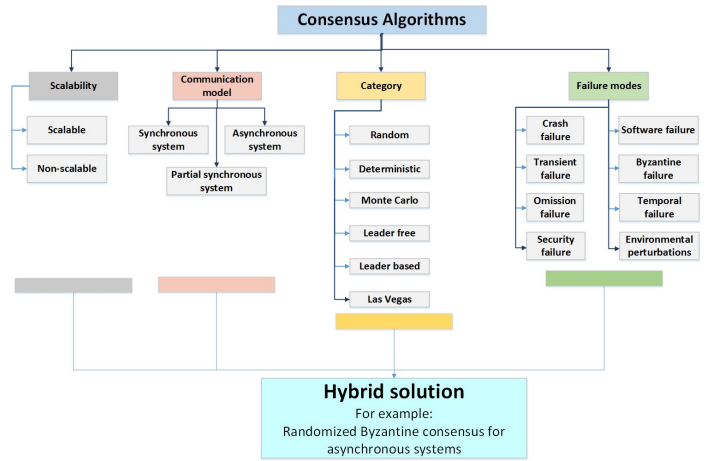 Consensus Algorithms
Scalability
Scalable
Non-scalable
Communication
model
Synchronous
system
Asynchronous
system
Partial synchronous
system
Category
Random
Deterministic
Monte Carlo
Leader free
Leader based
Las Vegas
Failure modes
Crash
failure
Transient
failure
Omission
failure
Security
failure
Software failure
Byzantine
failure
Temporal
failure
Environmental
perturbations
Hybrid solution
For example:
Randomized Byzantine consensus for
asynchronous systems